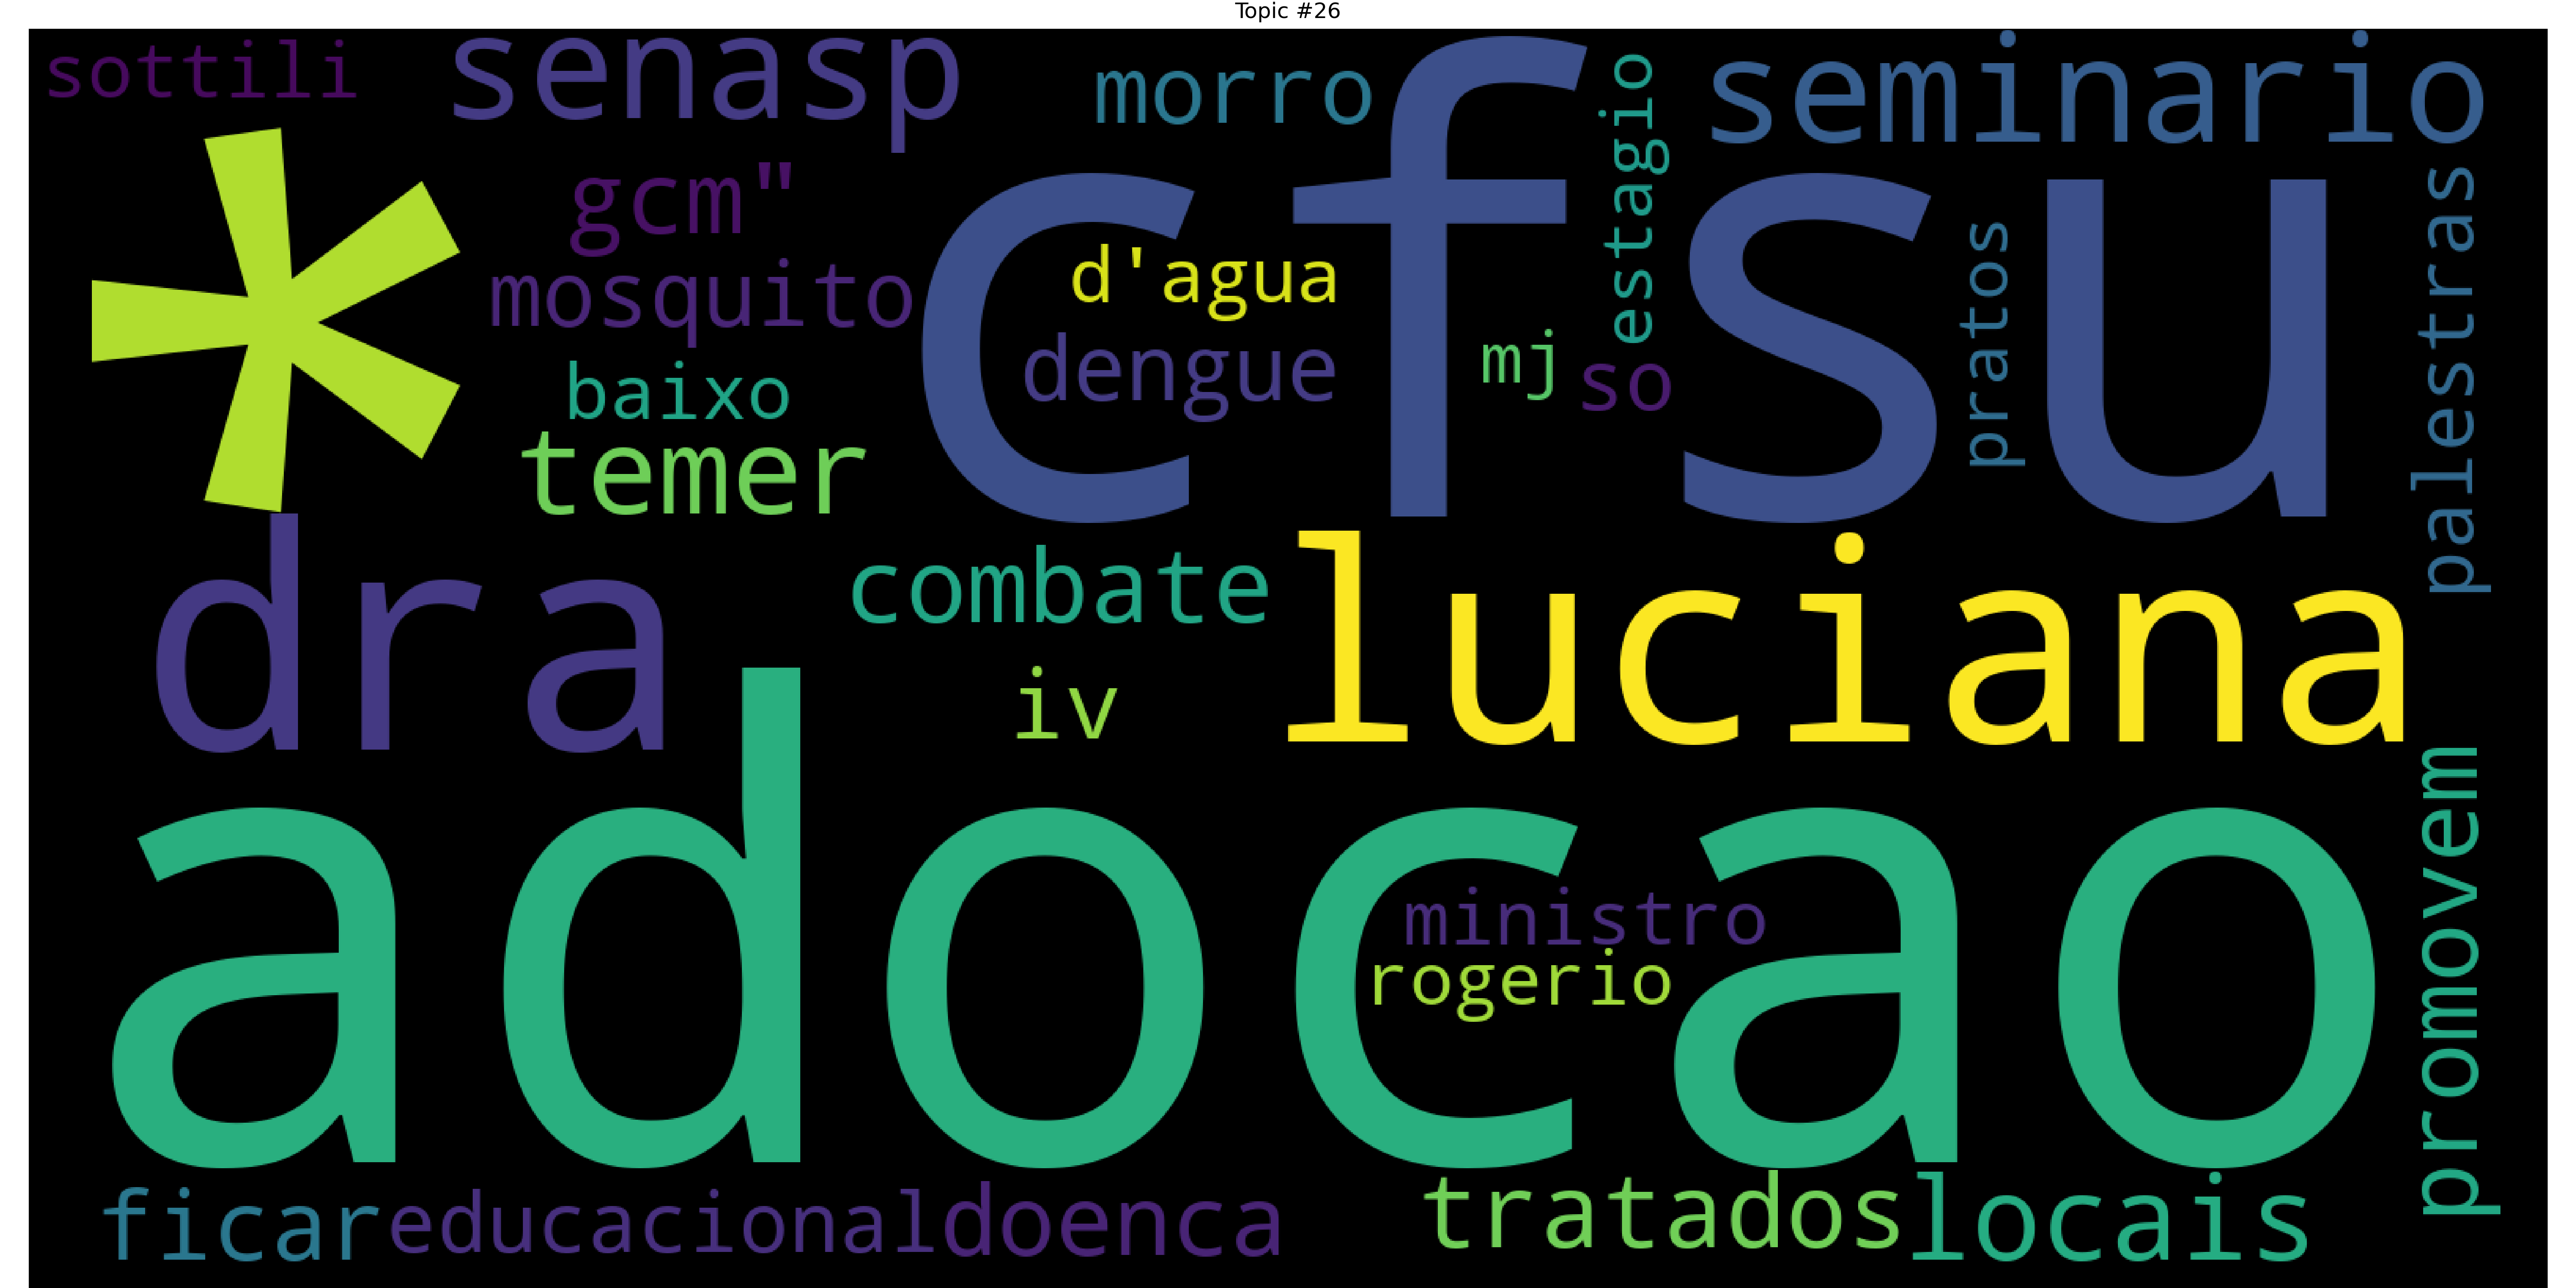 Topic #26
sottili
senasp
morro
estagio
seminario
*
gcm"
cfsu
palestras
mosquito
d'agua
pratos
baixo
dengue
mj
so
temer
dra
combate
luciana
iv
adocao
promovem
ministro
rogerio
ficar
educacional
doenca
tratados
locais